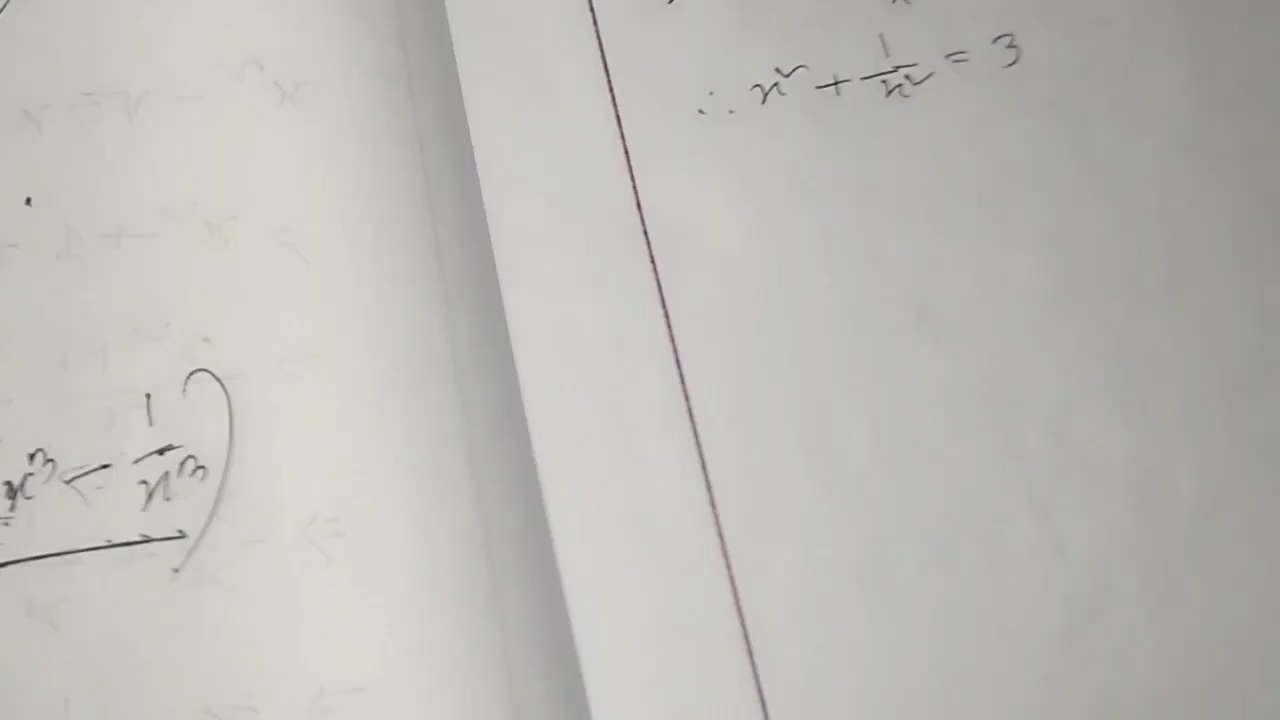 x³ - 1/x³)
∴ x² + 1/x² = 3